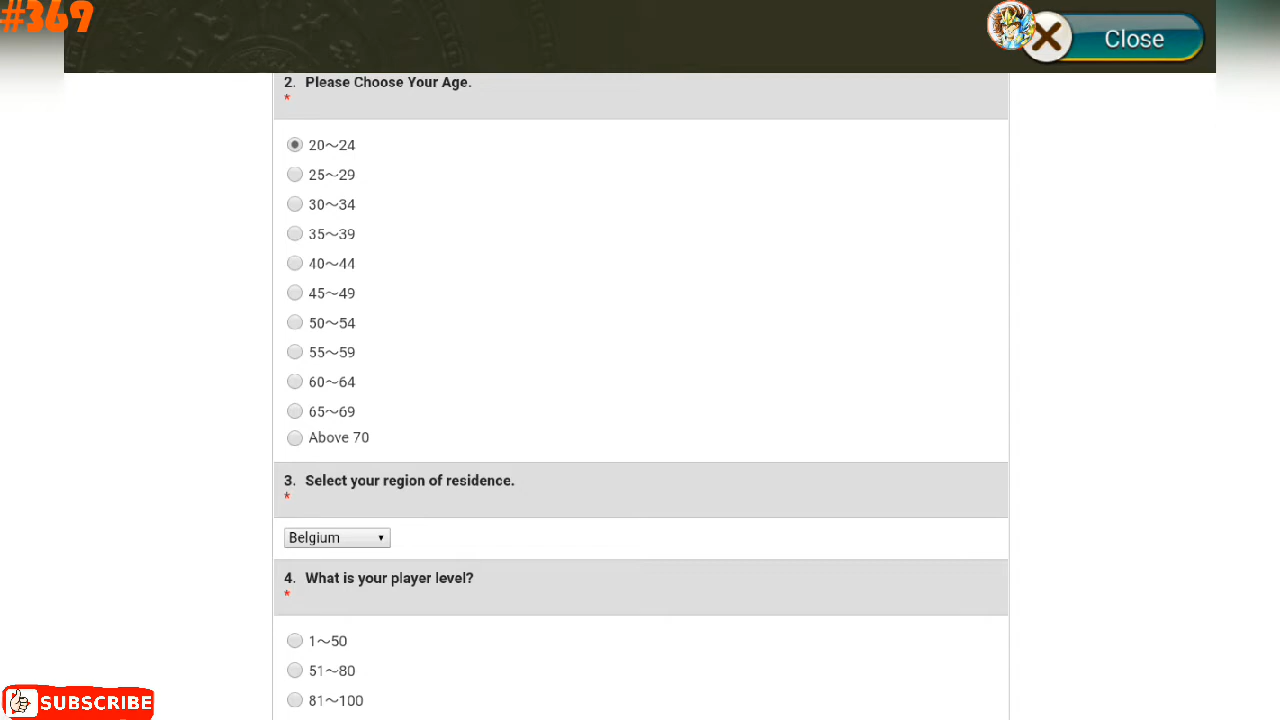 #369
Close
2. Please Choose Your Age.
*
20～24
25～29
30～34
35～39
40～44
45～49
50～54
55～59
60～64
65～69
Above 70
3. Select your region of residence.
*
Belgium
4. What is your player level?
*
1～50
51～80
81～100
SUBSCRIBE